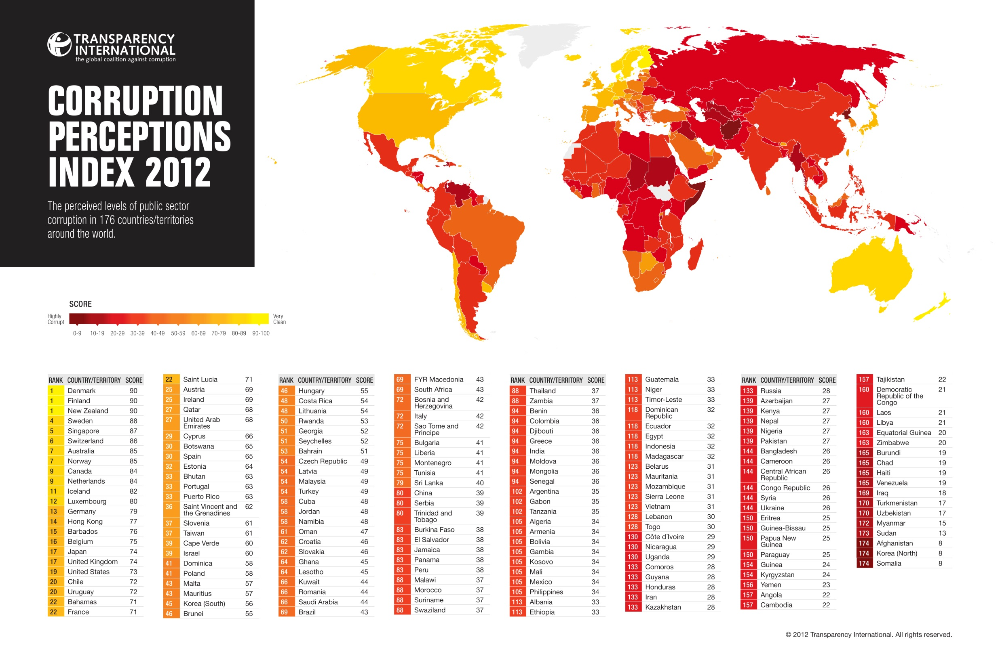 TRANSPARENCY
INTERNATIONAL
the global coalition against corruption
CORRUPTION
PERCEPTIONS
INDEX 2012
The perceived levels of public sector
corruption in 176 countries/territories
around the world.
SCORE
Highly
Corrupt
Very
Clean
0-9 10-19 20-29 30-39 40-49 50-59 60-69 70-79 80-89 90-100
RANK COUNTRY/TERRITORY SCORE
1 Denmark 90
1 Finland 90
1 New Zealand 90
4 Sweden 88
5 Singapore 87
6 Switzerland 86
7 Australia 85
7 Norway 85
9 Canada 84
9 Netherlands 84
11 Iceland 82
12 Luxembourg 80
13 Germany 79
14 Hong Kong 77
15 Barbados 76
16 Belgium 75
17 Japan 74
17 United Kingdom 74
19 United States 73
20 Chile 72
20 Uruguay 72
22 Bahamas 71
22 France 71
22 Saint Lucia 71
25 Austria 69
25 Ireland 69
27 Qatar 68
27 United Arab 68
Emirates
29 Cyprus 66
30 Botswana 65
30 Spain 65
32 Estonia 64
33 Bhutan 63
33 Portugal 63
33 Puerto Rico 63
36 Saint Vincent and 62
the Grenadines
37 Slovenia 61
37 Taiwan 61
39 Cape Verde 60
39 Israel 60
41 Dominica 58
41 Poland 58
43 Malta 57
43 Mauritius 57
45 Korea (South) 56
46 Brunei 55
RANK COUNTRY/TERRITORY SCORE
46 Hungary 55
48 Costa Rica 54
48 Lithuania 54
50 Rwanda 53
51 Georgia 52
51 Seychelles 52
53 Bahrain 51
54 Czech Republic 49
54 Latvia 49
54 Malaysia 49
54 Turkey 49
58 Cuba 48
58 Jordan 48
58 Namibia 48
61 Oman 47
62 Croatia 46
62 Slovakia 46
64 Ghana 45
64 Lesotho 45
66 Kuwait 44
66 Romania 44
66 Saudi Arabia 44
69 Brazil 43
69 FYR Macedonia 43
69 South Africa 43
72 Bosnia and 42
Herzegovina
72 Italy 42
72 Sao Tome and 42
Principe
75 Bulgaria 41
75 Liberia 41
75 Montenegro 41
75 Tunisia 41
79 Sri Lanka 40
80 China 39
80 Serbia 39
80 Trinidad and 39
Tobago
83 Burkina Faso 38
83 El Salvador 38
83 Jamaica 38
83 Panama 38
83 Peru 38
88 Malawi 37
88 Morocco 37
88 Suriname 37
88 Swaziland 37
RANK COUNTRY/TERRITORY SCORE
88 Thailand 37
88 Zambia 37
94 Benin 36
94 Colombia 36
94 Djibouti 36
94 Greece 36
94 India 36
94 Moldova 36
94 Mongolia 36
94 Senegal 36
102 Argentina 35
102 Gabon 35
102 Tanzania 35
105 Algeria 34
105 Armenia 34
105 Bolivia 34
105 Gambia 34
105 Kosovo 34
105 Mali 34
105 Mexico 34
105 Philippines 34
113 Albania 33
113 Ethiopia 33
113 Guatemala 33
113 Niger 33
113 Timor-Leste 33
118 Dominican 32
Republic
118 Ecuador 32
118 Egypt 32
118 Indonesia 32
118 Madagascar 32
123 Belarus 31
123 Mauritania 31
123 Mozambique 31
123 Sierra Leone 31
123 Vietnam 31
128 Lebanon 30
128 Togo 30
130 Côte d´Ivoire 29
130 Nicaragua 29
130 Uganda 29
133 Comoros 28
133 Guyana 28
133 Honduras 28
133 Iran 28
133 Kazakhstan 28
RANK COUNTRY/TERRITORY SCORE
133 Russia 28
139 Azerbaijan 27
139 Kenya 27
139 Nepal 27
139 Nigeria 27
139 Pakistan 27
144 Bangladesh 26
144 Cameroon 26
144 Central African 26
Republic
144 Congo Republic 26
144 Syria 26
144 Ukraine 26
150 Eritrea 25
150 Guinea-Bissau 25
150 Papua New 25
Guinea
150 Paraguay 25
154 Guinea 24
154 Kyrgyzstan 24
156 Yemen 23
157 Angola 22
157 Cambodia 22
157 Tajikistan 22
160 Democratic 21
Republic of the
Congo
160 Laos 21
160 Libya 21
163 Equatorial Guinea 20
163 Zimbabwe 20
165 Burundi 19
165 Chad 19
165 Haiti 19
165 Venezuela 19
169 Iraq 18
170 Turkmenistan 17
170 Uzbekistan 17
172 Myanmar 15
173 Sudan 13
174 Afghanistan 8
174 Korea (North) 8
174 Somalia 8
© 2012 Transparency International. All rights reserved.